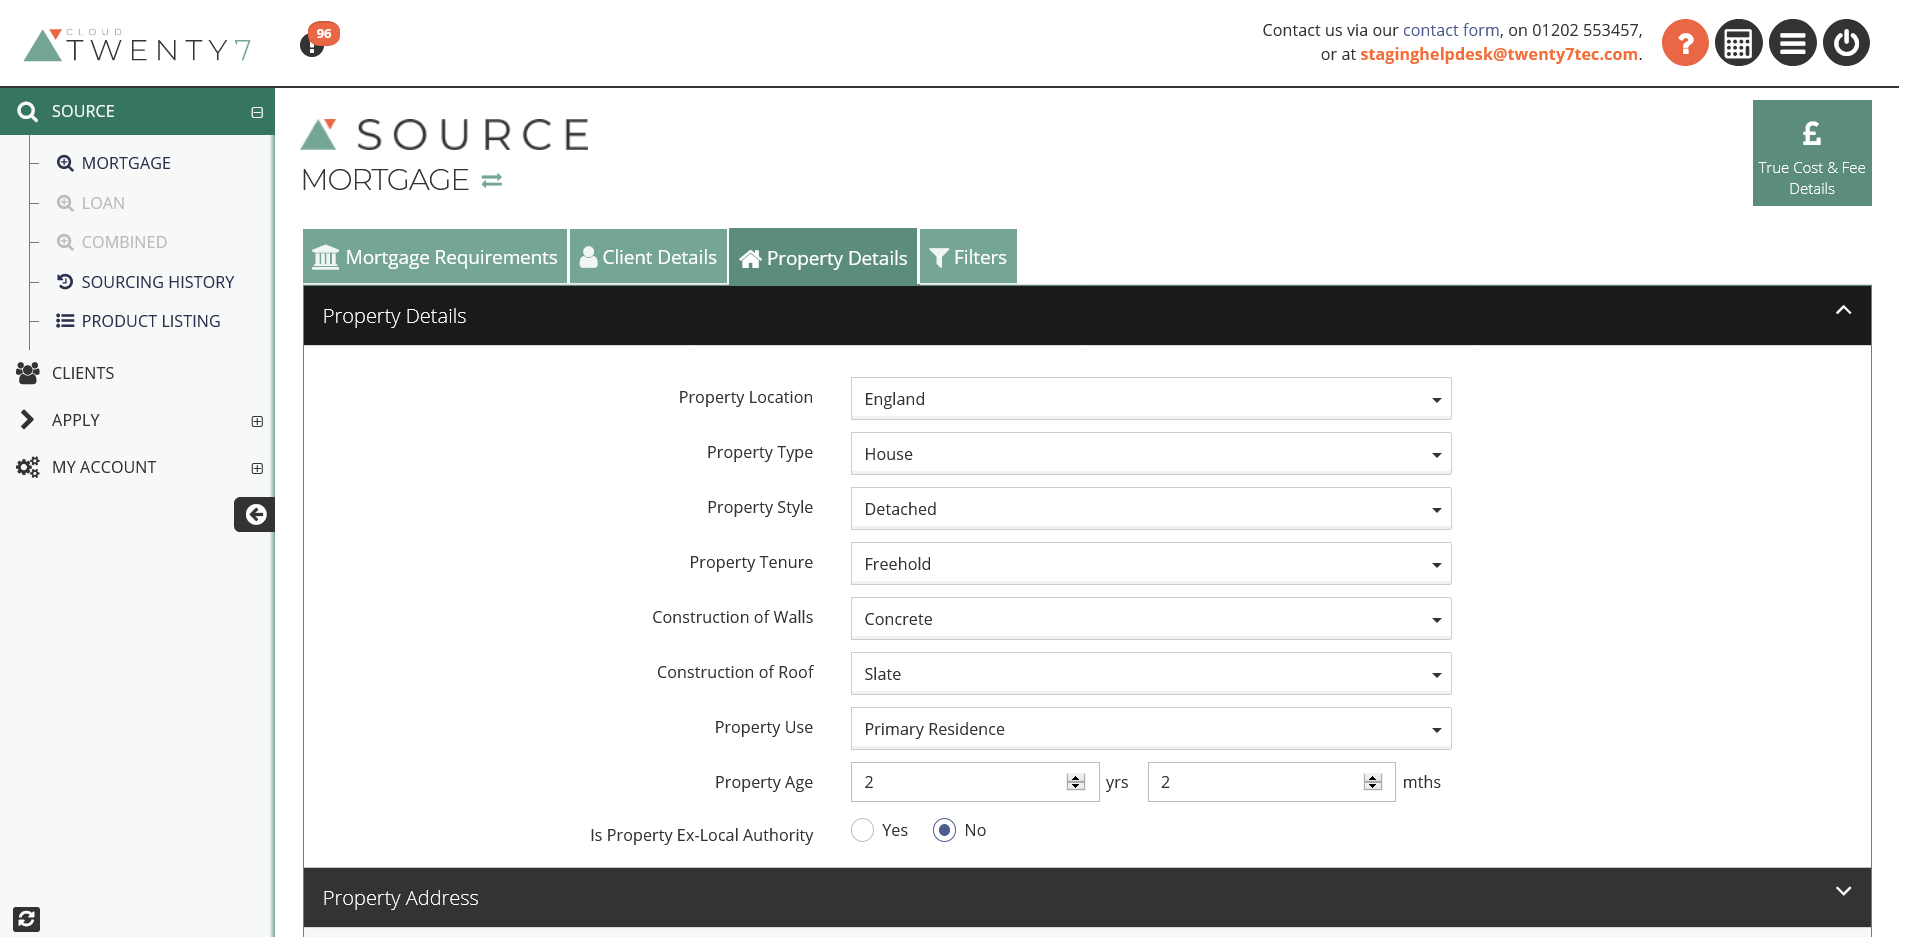 CLOUD
TWENTY 7
96
Contact us via our contact form, on 01202 553457,
or at staginghelpdesk@twenty7tec.com.
?
SOURCE
MORTGAGE
LOAN
COMBINED
SOURCING HISTORY
PRODUCT LISTING
CLIENTS
APPLY
MY ACCOUNT
SOURCE
MORTGAGE
£
True Cost & Fee
Details
Mortgage Requirements
Client Details
Property Details
Filters
Property Details
Property Location England
Property Type House
Property Style Detached
Property Tenure Freehold
Construction of Walls Concrete
Construction of Roof Slate
Property Use Primary Residence
Property Age 2 yrs 2 mths
Is Property Ex-Local Authority Yes No
Property Address